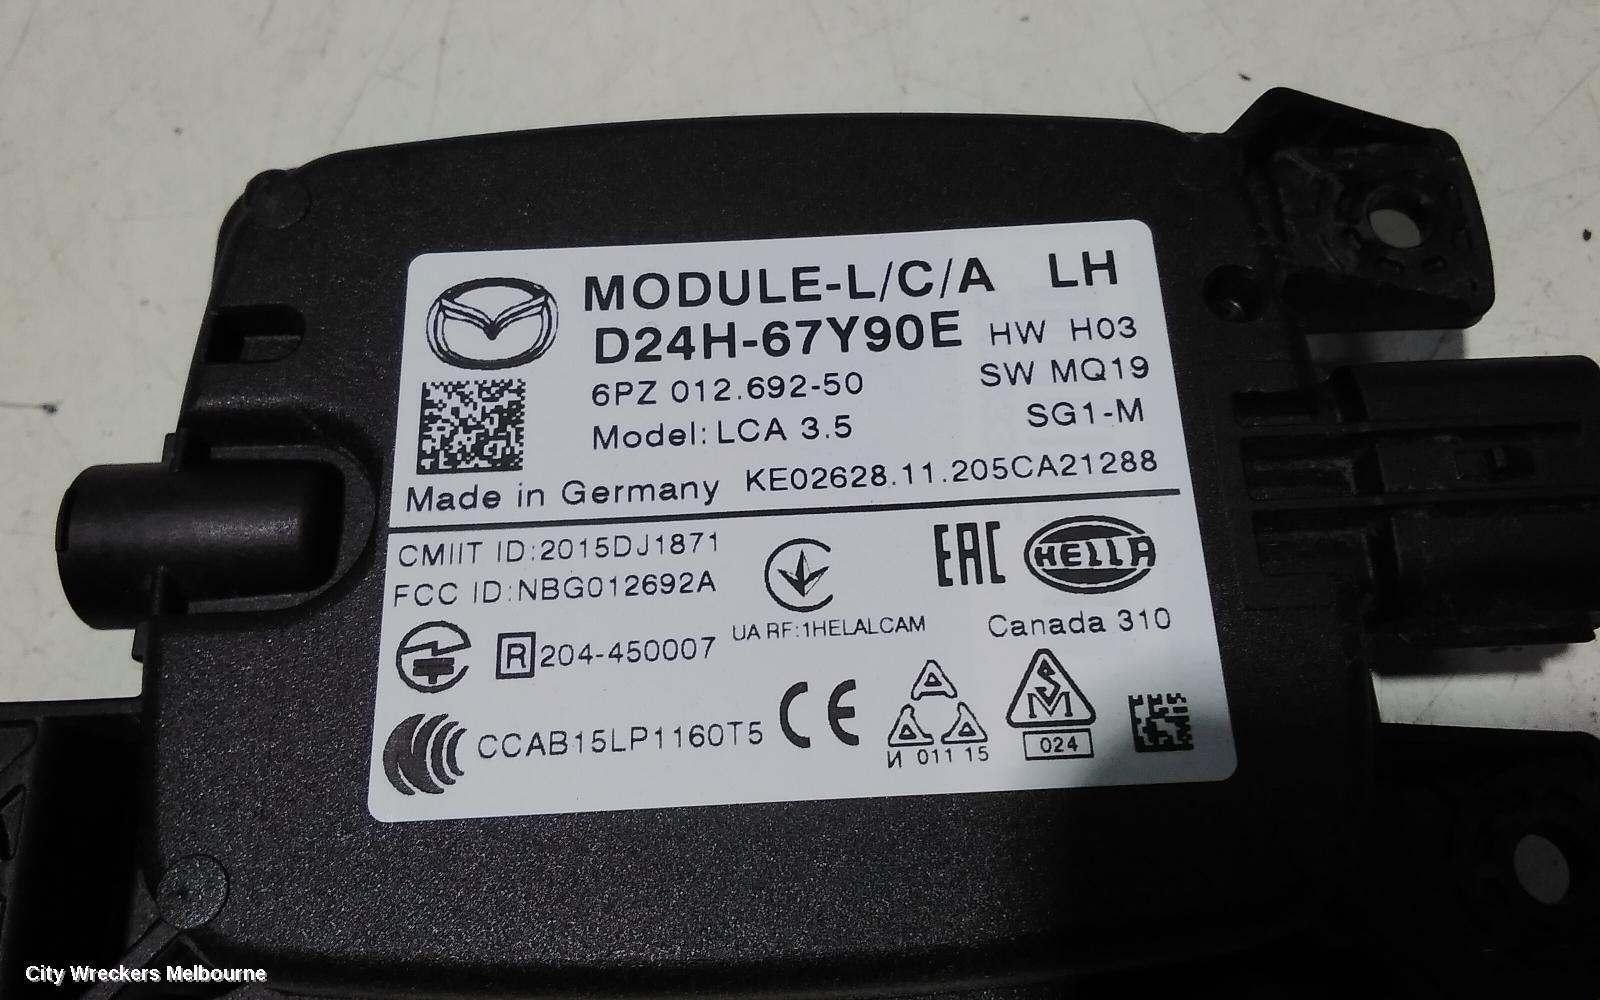 MODULE-L/C/A LH
D24H-67Y90E HW H03
6PZ 012.692-50 SW MQ19
Model: LCA 3.5 SG1-M
Made in Germany KE02628.11.205CA21288
CMIIT ID:2015DJ1871
FCC ID:NBG012692A
EAC HELLA
UA RF:1HELALCAM
Canada 310
R 204-450007
CCAB15LP1160T5
CE
A
A A
И 011 15
S
M
024
City Wreckers Melbourne